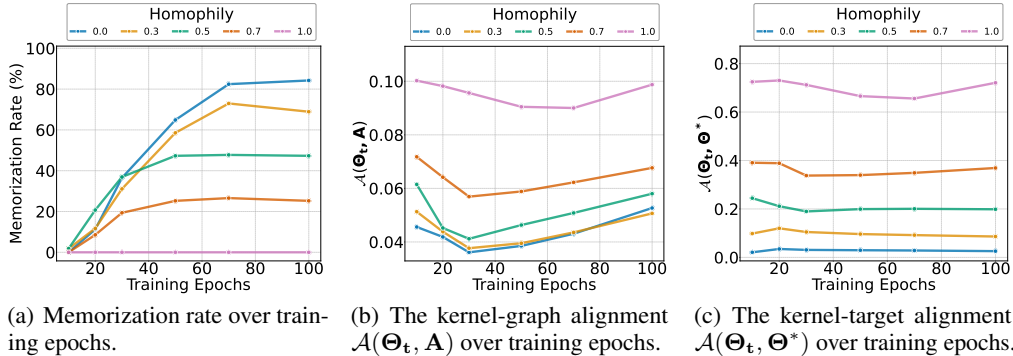 Homophily
0.0 0.3 0.5 0.7 1.0
Memorization Rate (%)
100
80
60
40
20
0
20 40 60 80 100
Training Epochs
(a) Memorization rate over train-
ing epochs.
Homophily
0.0 0.3 0.5 0.7 1.0
𝒜(Θₜ, A)
0.10
0.08
0.06
0.04
20 40 60 80 100
Training Epochs
(b) The kernel-graph alignment
𝒜(Θₜ, A) over training epochs.
Homophily
0.0 0.3 0.5 0.7 1.0
𝒜(Θₜ, Θ*)
0.8
0.6
0.4
0.2
0.0
20 40 60 80 100
Training Epochs
(c) The kernel-target alignment
𝒜(Θₜ, Θ*) over training epochs.